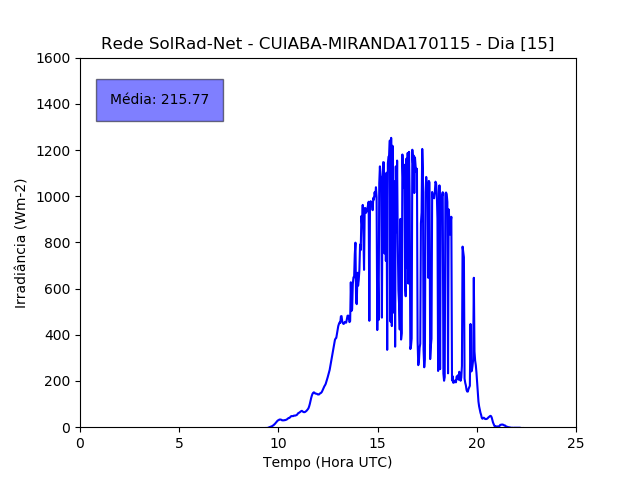 Rede SolRad-Net - CUIABA-MIRANDA170115 - Dia [15]
1600
1400
1200
1000
800
600
400
200
0
Média: 215.77
Irradiância (Wm-2)
0 5 10 15 20 25
Tempo (Hora UTC)